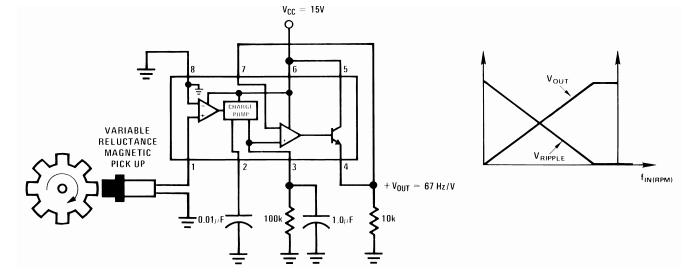 VCC = 15V
8
7
6
5
CHARGE
PUMP
VARIABLE
RELUCTANCE
MAGNETIC
PICK UP
1
2
3
4
+ VOUT = 67 Hz/V
0.01µF
100k
1.0µF
10k
VOUT
VRIPPLE
fIN(RPM)